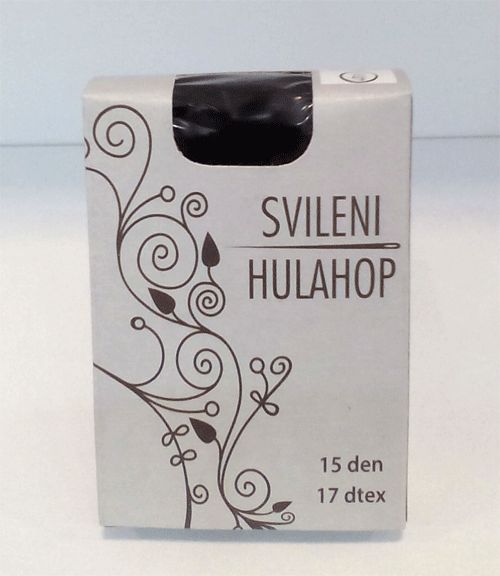 SVILENI
HULAHOP
15 den
17 dtex